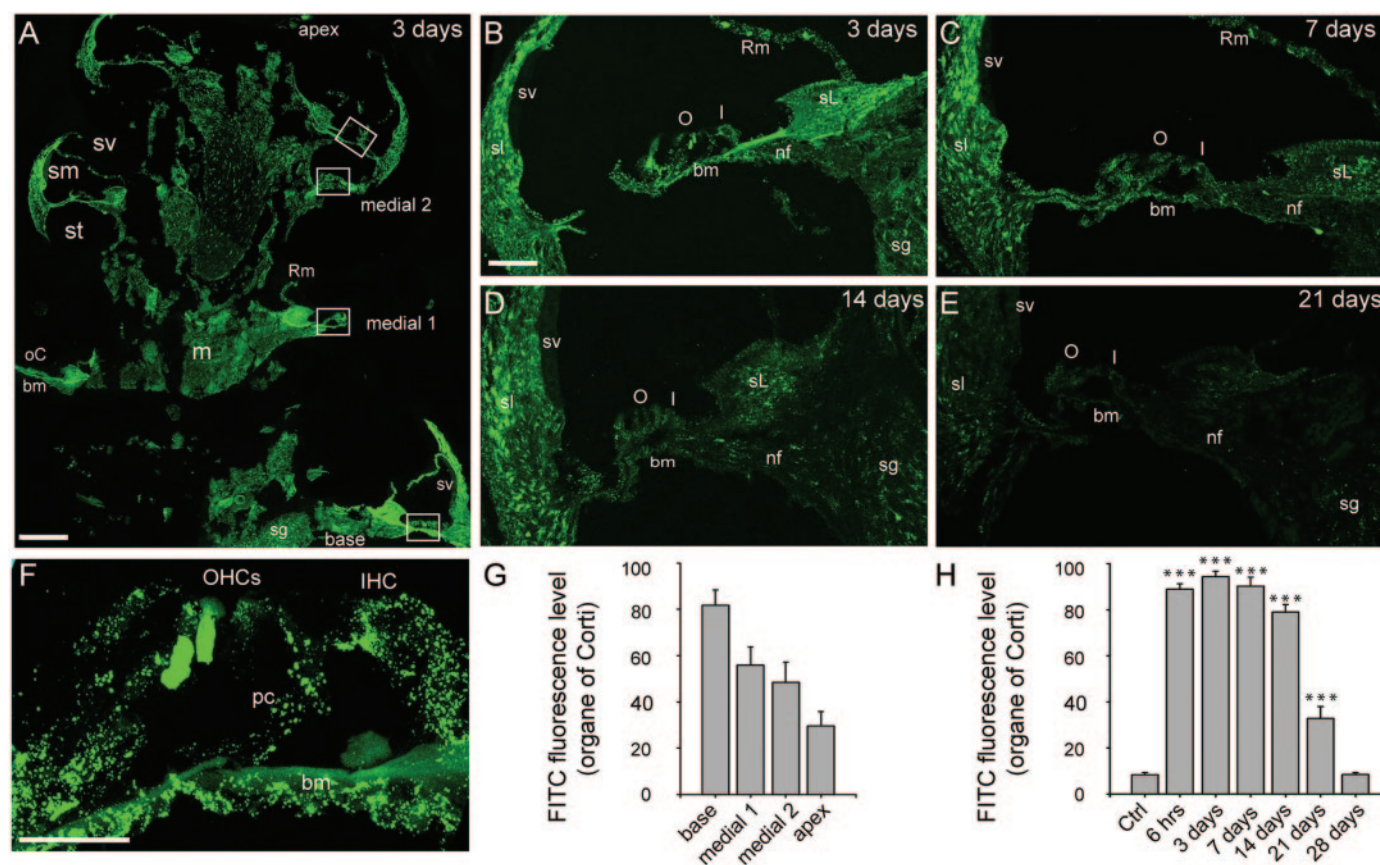 A
apex
3 days
sv
sm
st
medial 2
Rm
medial 1
m
oC
bm
sv
sg
base
B
3 days
Rm
sv
sL
O
I
sl
bm
nf
sg
C
7 days
Rm
sv
O
I
sl
sL
bm
nf
D
14 days
sv
sL
sl
O
I
bm
nf
sg
E
21 days
sv
O
I
sl
bm
nf
sg
F
OHCs
IHC
pc
bm
G
FITC fluorescence level
(organe of Corti)
100
80
60
40
20
0
base
medial 1
medial 2
apex
H
FITC fluorescence level
(organe of Corti)
100
80
60
40
20
0
***
***
***
***
***
Ctrl
6 hrs
3 days
7 days
14 days
21 days
28 days